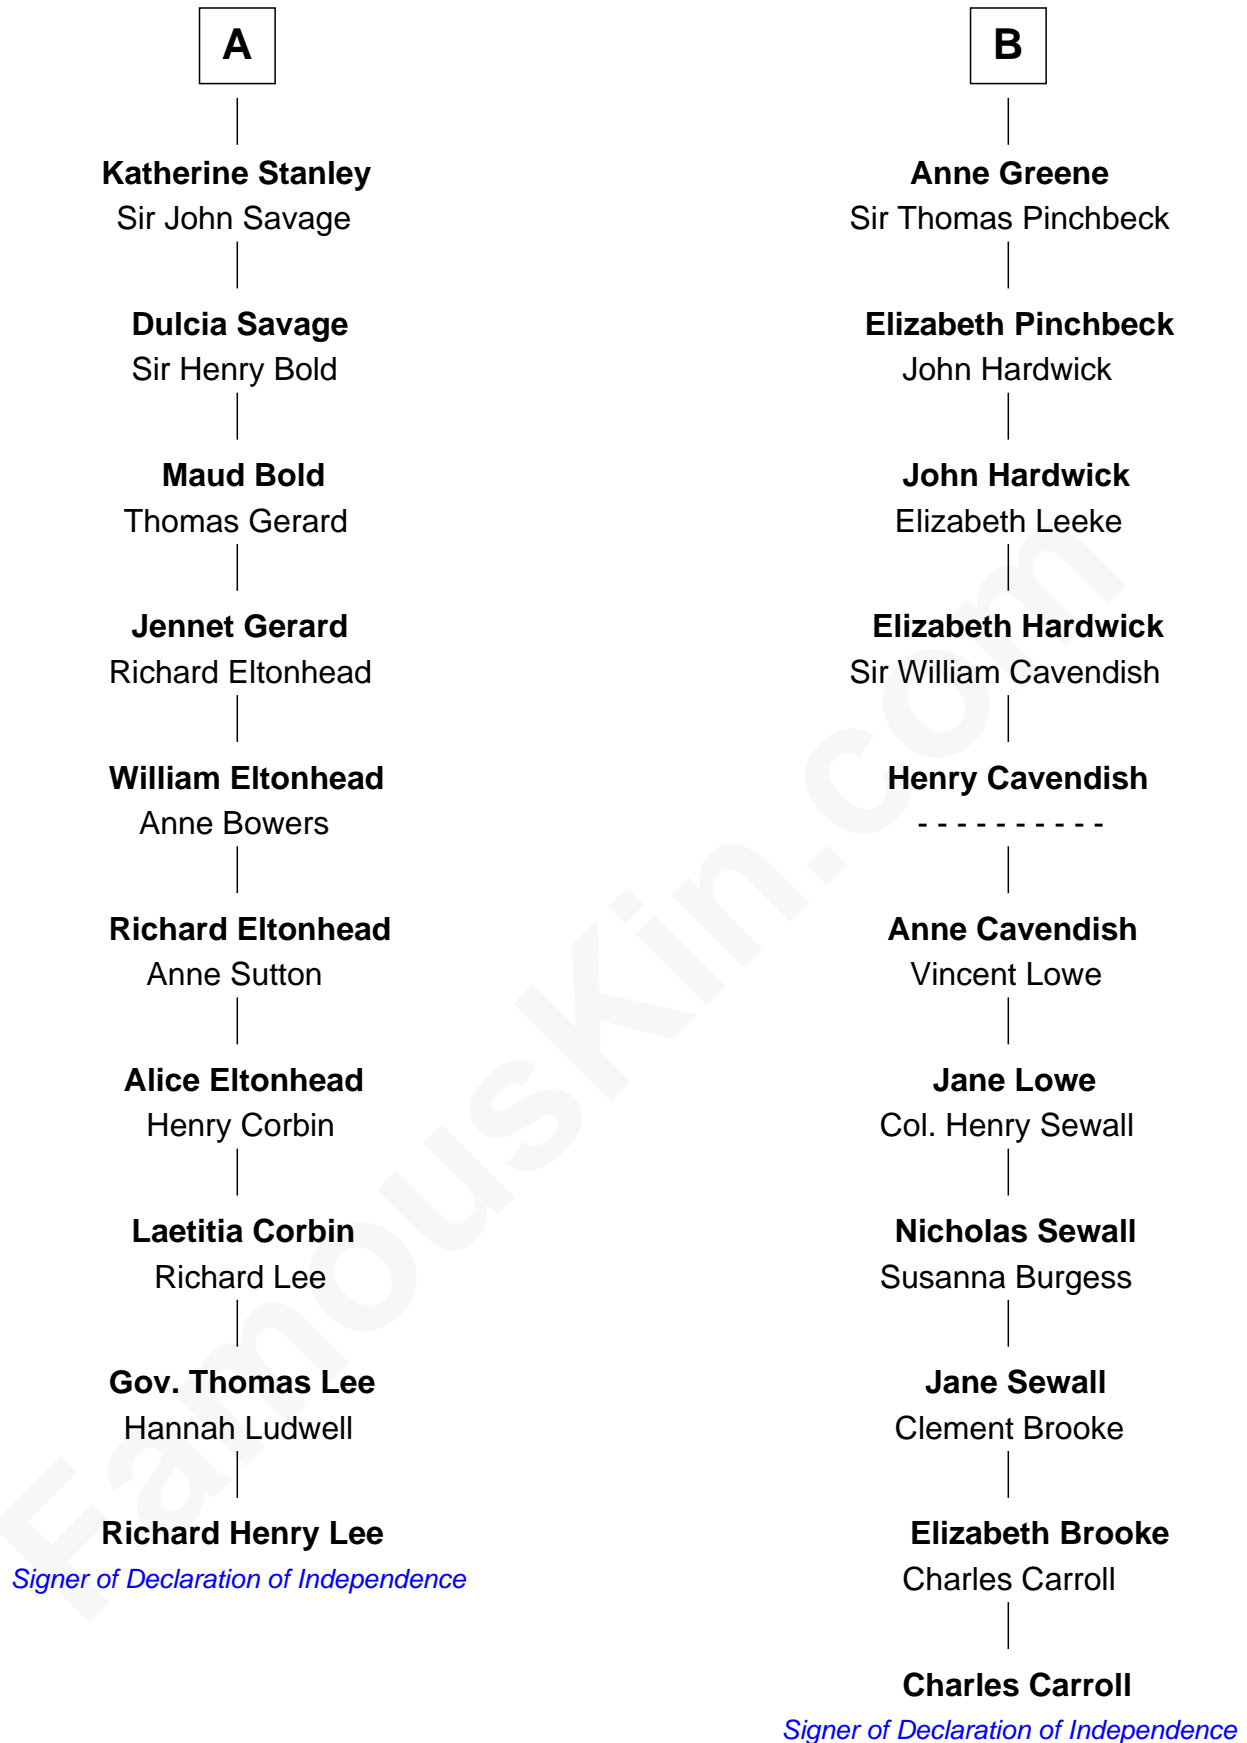 A
Katherine Stanley
Sir John Savage
Dulcia Savage
Sir Henry Bold
Maud Bold
Thomas Gerard
Jennet Gerard
Richard Eltonhead
William Eltonhead
Anne Bowers
Richard Eltonhead
Anne Sutton
Alice Eltonhead
Henry Corbin
Laetitia Corbin
Richard Lee
Gov. Thomas Lee
Hannah Ludwell
Richard Henry Lee
Signer of Declaration of Independence
B
Anne Greene
Sir Thomas Pinchbeck
Elizabeth Pinchbeck
John Hardwick
John Hardwick
Elizabeth Leeke
Elizabeth Hardwick
Sir William Cavendish
Henry Cavendish
- - - - - - - - - -
Anne Cavendish
Vincent Lowe
Jane Lowe
Col. Henry Sewall
Nicholas Sewall
Susanna Burgess
Jane Sewall
Clement Brooke
Elizabeth Brooke
Charles Carroll
Charles Carroll
Signer of Declaration of Independence
FamousKin.com